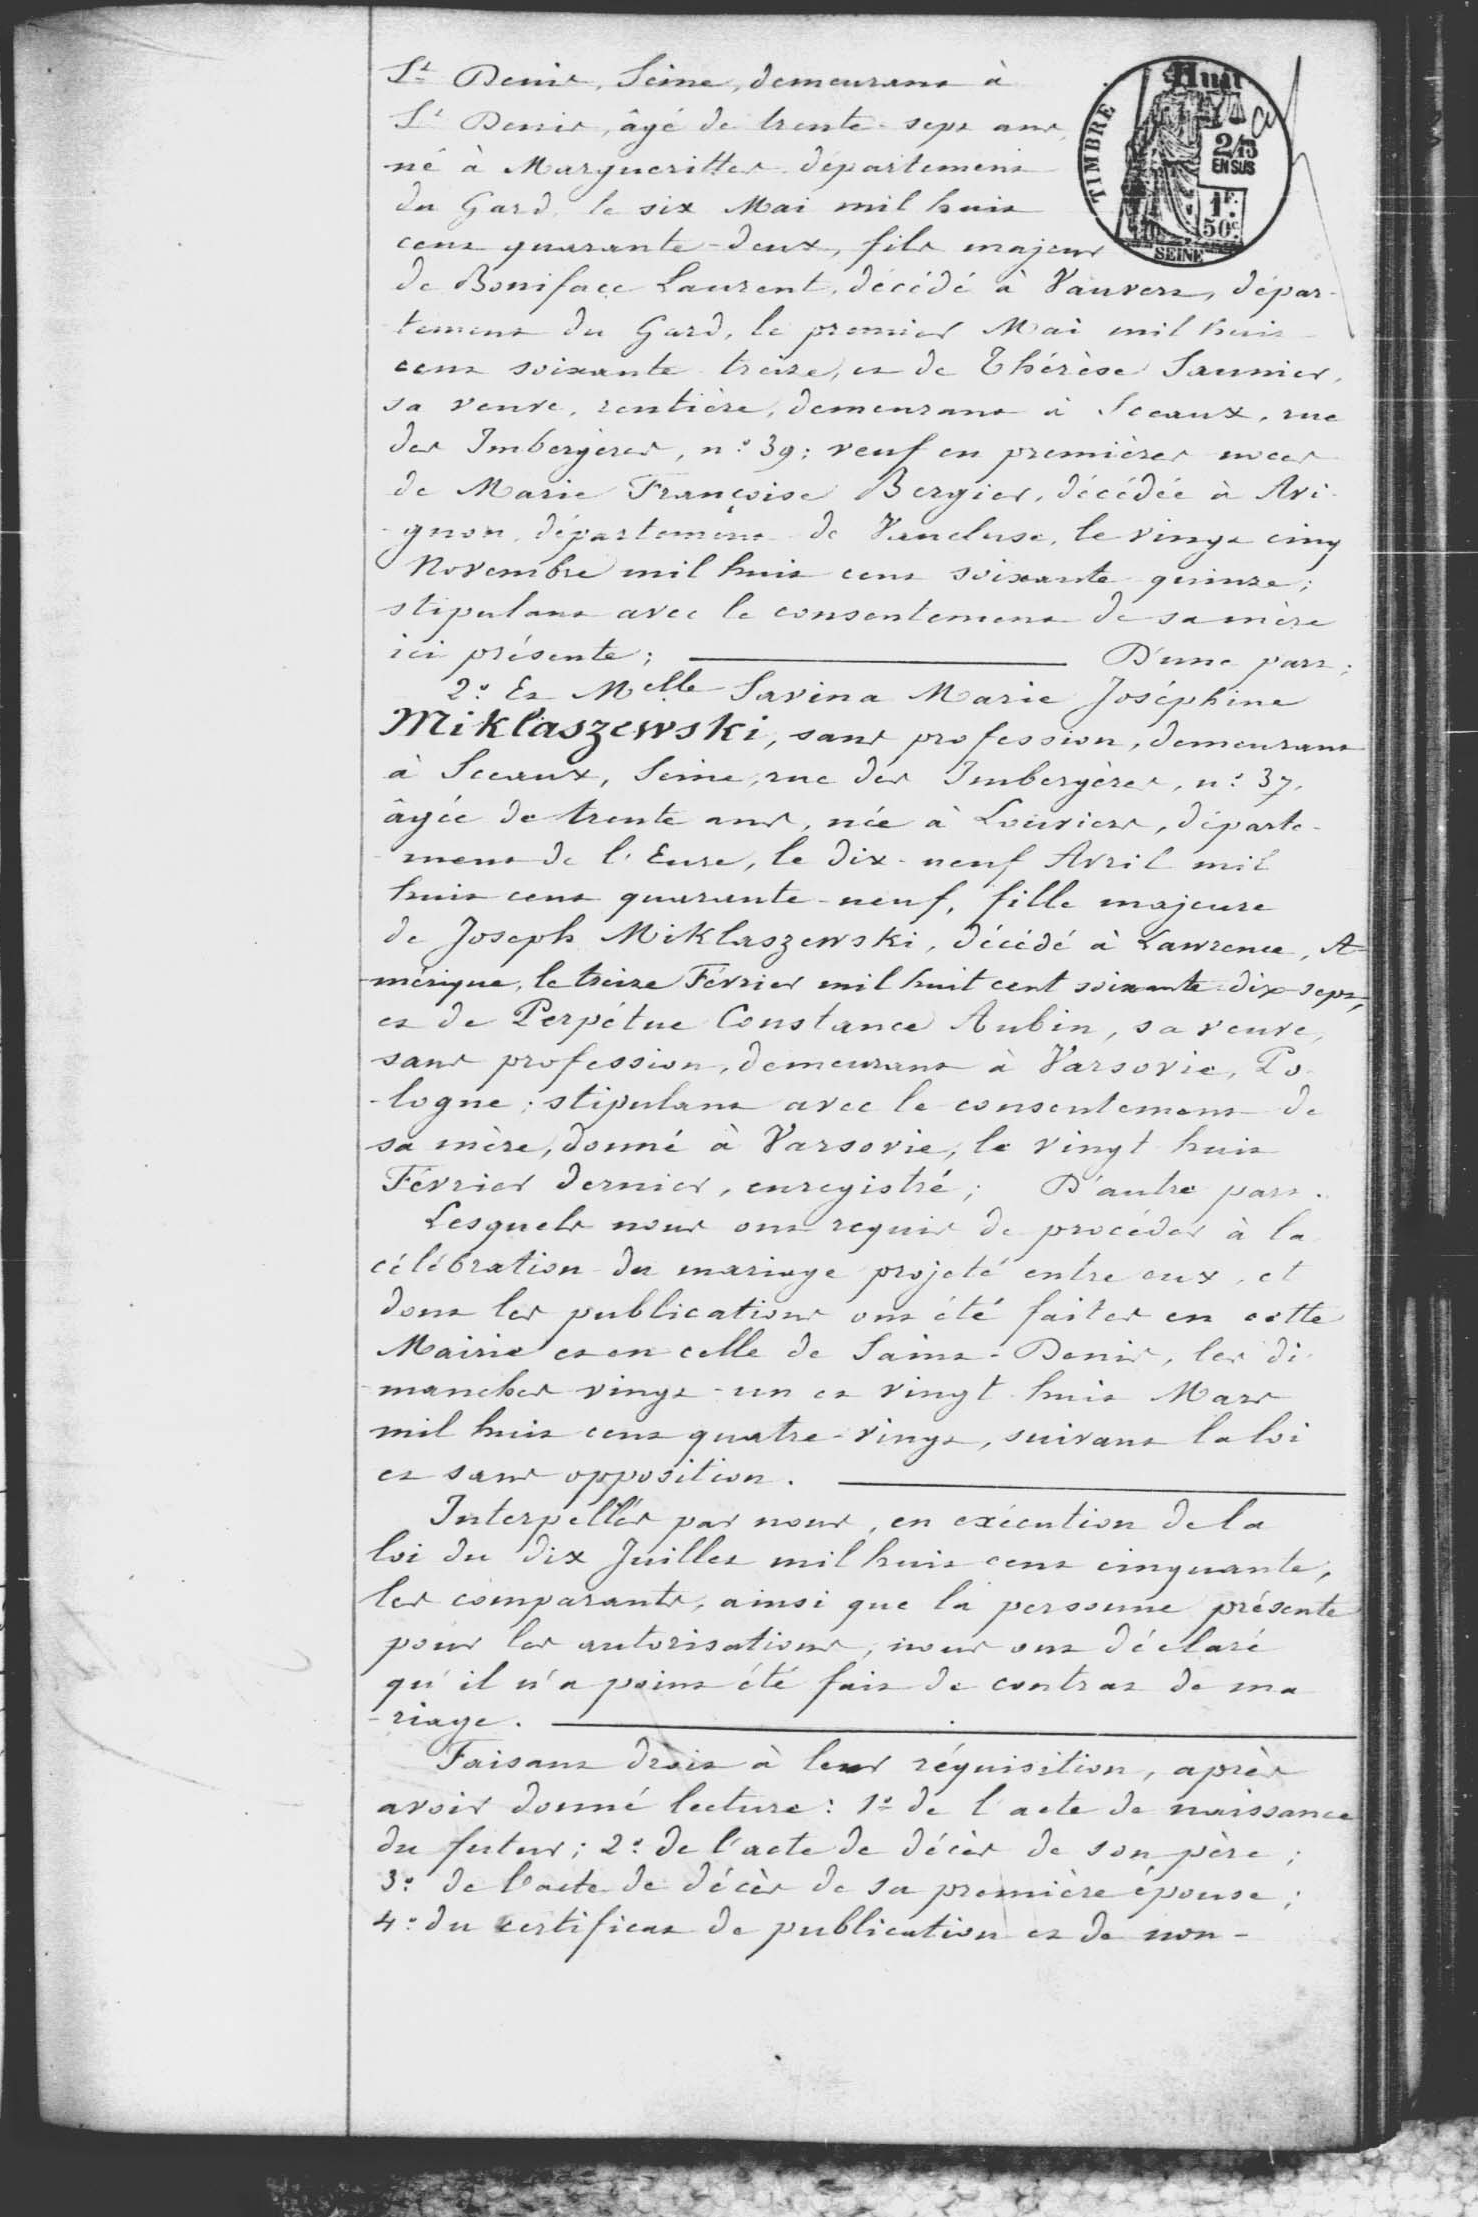 St Denis, Seine, demeurant à
St Denis, âgé de trente-sept ans,
né à Margueritter département
du Gard, le six Mai mil huit
cent quarante-deux, fils majeur
de Boniface Laurent, décédé à Vauvert, dépar-
tement du Gard, le premier Mai mil huit
cent soixante treize, et de Thérèse Saunier,
sa veuve, rentière, demeurant à Sceaux, rue
des Imbergères, n° 39; veuf en premières noces
de Marie Françoise Bergier, décédée à Avi-
-gnon, département de Vaucluse, le vingt cinq
Novembre mil huit cent soixante quinze;
stipulant avec le consentement de sa mère
ici présente; D'une part;
2° Et Melle Savina Marie Joséphine
Miklaszewski, sans profession, demeurant
à Sceaux, Seine, rue des Imbergères, n° 37,
âgée de trente ans, née à Louviers, départe-
-ment de l'Eure, le dix-neuf Avril mil
huit cent quarante-neuf, fille majeure
de Joseph Miklaszewski, décédé à Lawrence, A-
-mérique, le treize Février mil huit cent soixante-dix-sept,
et de Perpétue Constance Aubin, sa veuve,
sans profession, demeurant à Varsovie, Po-
-logne; stipulant avec le consentement de
sa mère, donné à Varsovie, le vingt huit
Février dernier, enregistré; D'autre part.
Lesquels nous ont requis de procéder à la
célébration du mariage projeté entre eux, et
dont les publications ont été faites en cette
Mairie et en celle de Saint-Denis, les di-
-manches vingt-un et vingt huit Mars
mil huit cent quatre-vingt, suivant la loi
et sans opposition.
Interpellés par nous, en exécution de la
loi du dix Juillet mil huit cent cinquante,
les comparants, ainsi que la personne présente
pour les autorisations, nous ont déclaré
qu'il n'a point été fait de contrat de ma
-riage.
Faisant droit à leur réquisition, après
avoir donné lecture: 1° de l'acte de naissance
du futur; 2° de l'acte de décès de son père;
3° de l'acte de décès de sa première épouse;
4° du certificat de publication et de non-
TIMBRE
Huit
2/15
EN SUS
1F.
50c.
SEINE